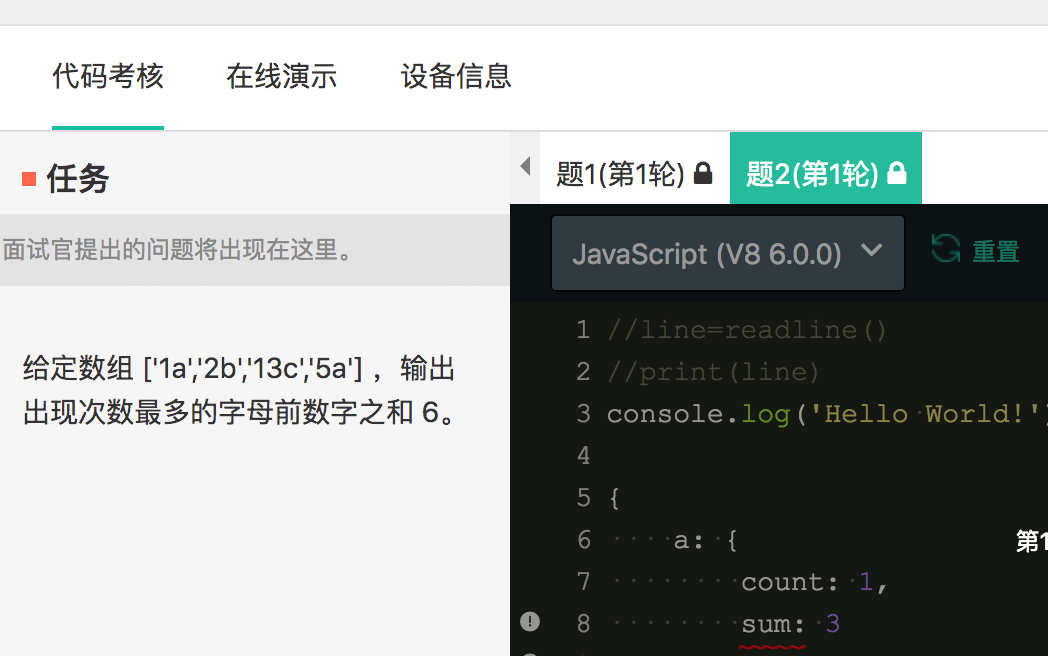 代码考核 在线演示 设备信息
任务
题1(第1轮) 题2(第1轮)
面试官提出的问题将出现在这里。
JavaScript (V8 6.0.0) 重置
给定数组 ['1a','2b','13c','5a'] ，输出
出现次数最多的字母前数字之和 6。
1 //line=readline()
2 //print(line)
3 console.log('Hello World!')
4
5 {
6 a: {
第1
7 count: 1,
8 sum: 3